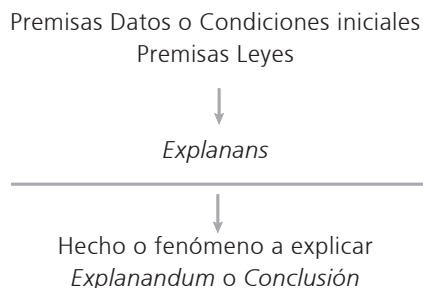 Premisas Datos o Condiciones iniciales
Premisas Leyes
Explanans
Hecho o fenómeno a explicar
Explanandum o Conclusión